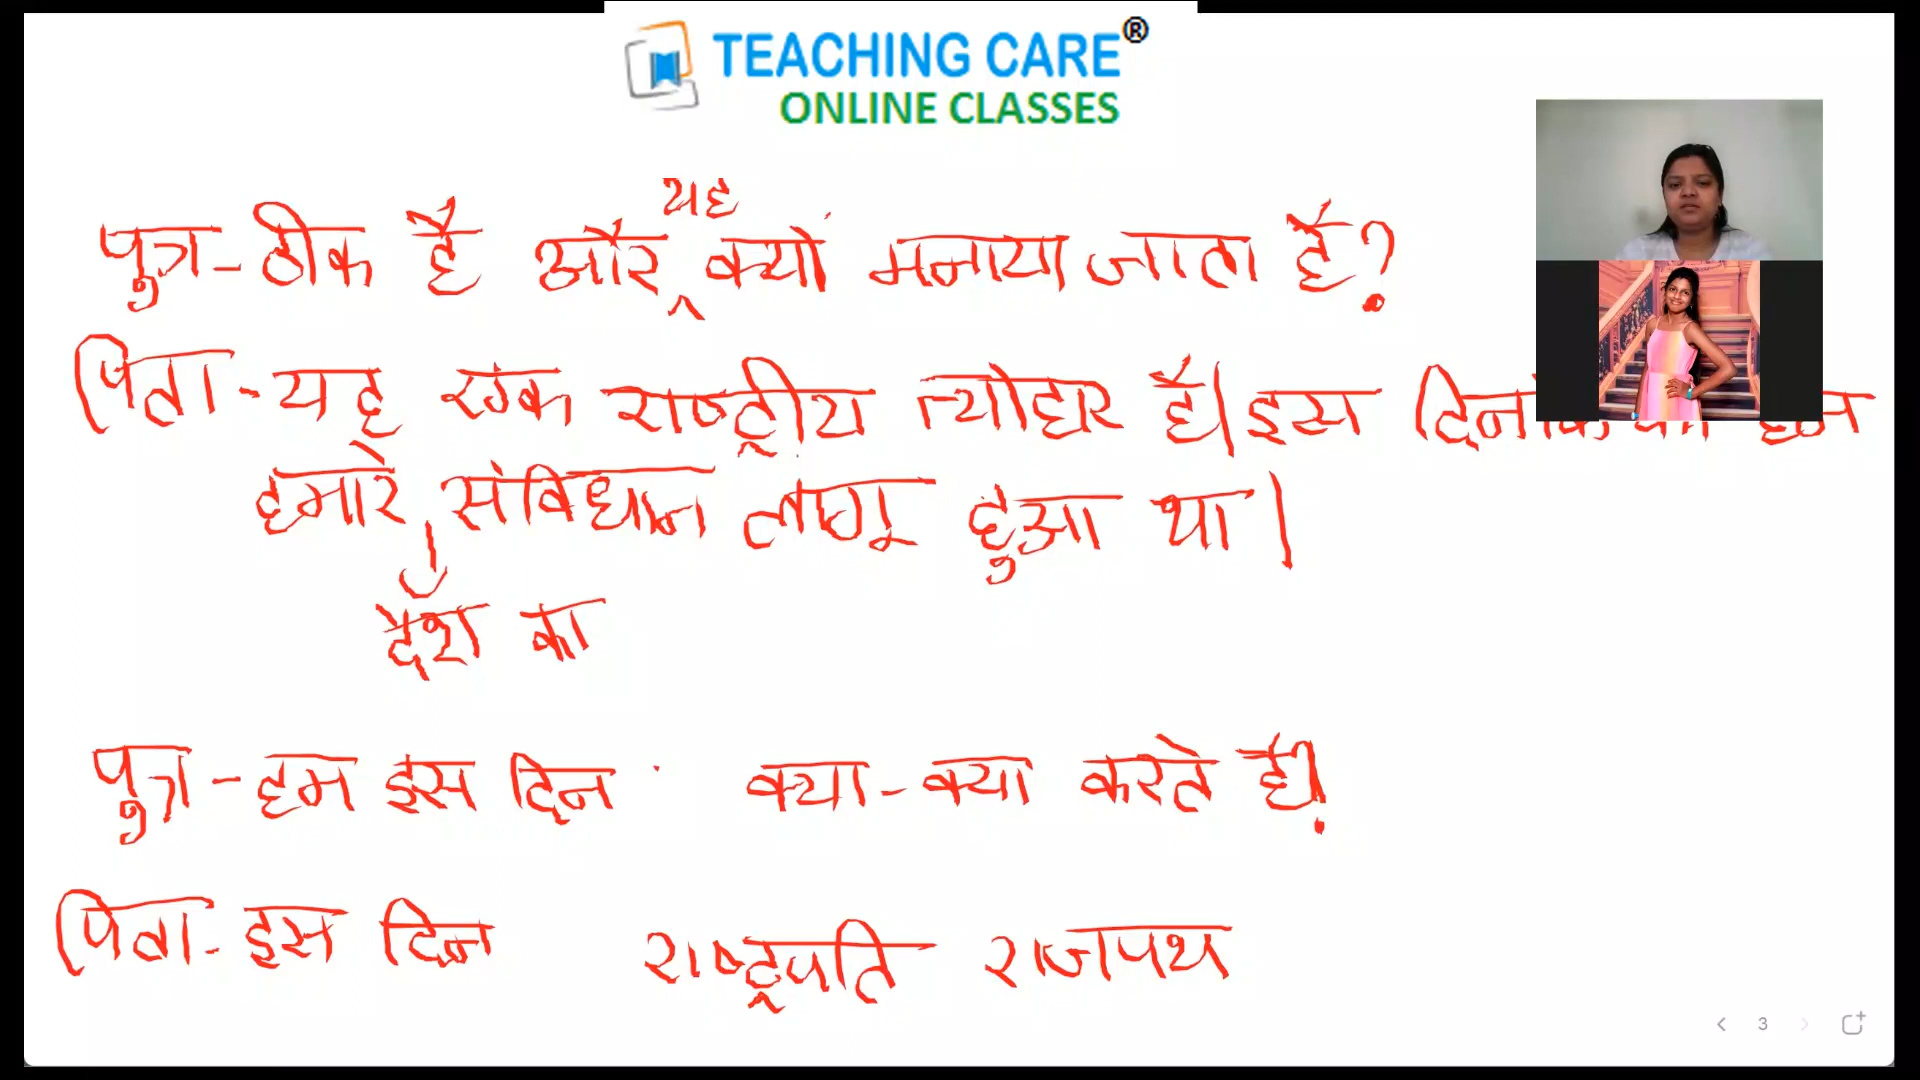 TEACHING CARE®
ONLINE CLASSES
यह
पुत्र - ठीक है और क्यों मनाया जाता है?
पिता - यह एक राष्ट्रीय त्योहार है। इस दिन
हमारे संविधान लागू हुआ था।
देश का
पुत्र - हम इस दिन क्या - क्या करते है?
पिता - इस दिन राष्ट्रपति राजपथ
3